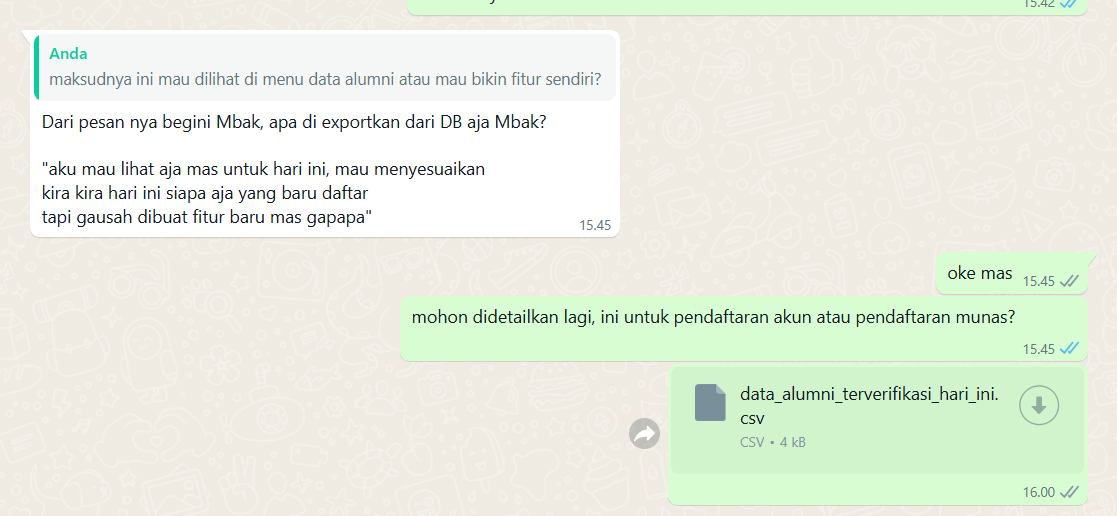 15.42
Anda
maksudnya ini mau dilihat di menu data alumni atau mau bikin fitur sendiri?
Dari pesan nya begini Mbak, apa di exportkan dari DB aja Mbak?
"aku mau lihat aja mas untuk hari ini, mau menyesuaikan
kira kira hari ini siapa aja yang baru daftar
tapi gausah dibuat fitur baru mas gapapa"
15.45
oke mas
15.45
mohon didetailkan lagi, ini untuk pendaftaran akun atau pendaftaran munas?
15.45
data_alumni_terverifikasi_hari_ini.
csv
CSV • 4 kB
16.00